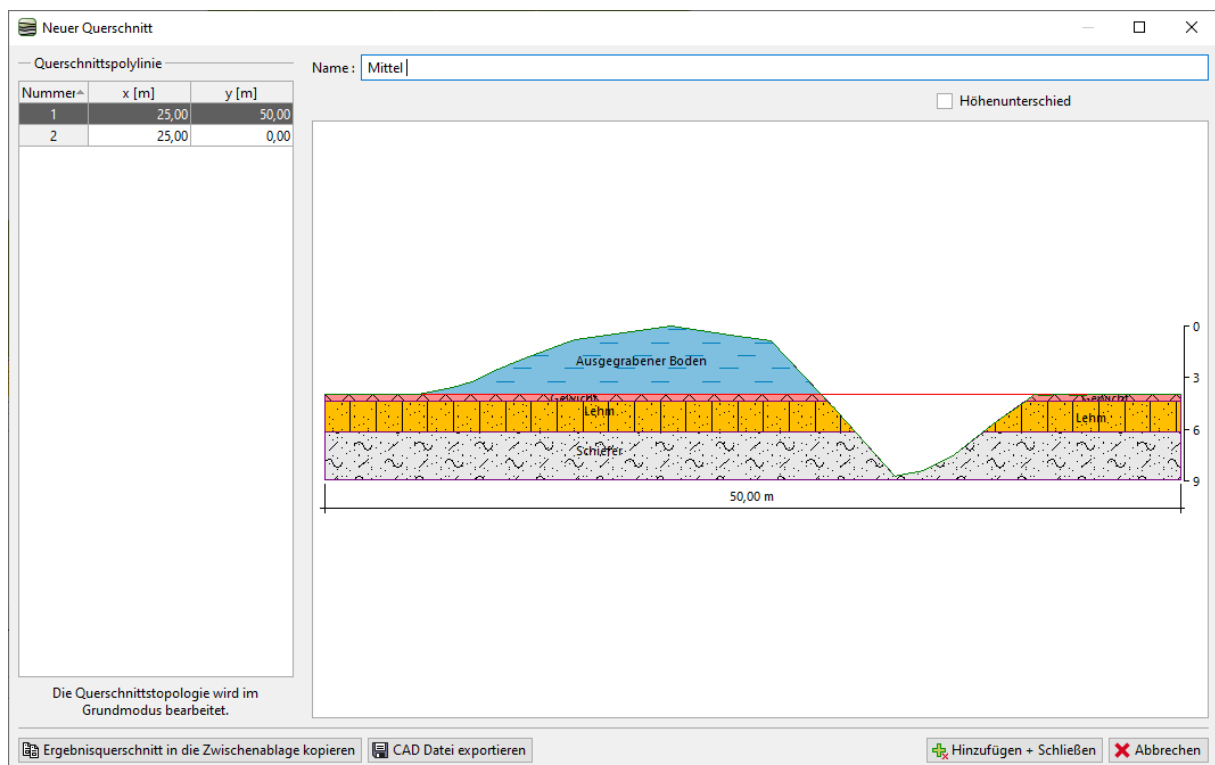 Neuer Querschnitt
Querschnittspolylinie
Name : Mittel
Nummer x [m] y [m]
1 25,00 50,00
2 25,00 0,00
Höhenunterschied
0
Ausgegrabener Boden
3
Gewicht Gewicht
Lehm Lehm
6
Schiefer
9
50,00 m
Die Querschnittstopologie wird im
Grundmodus bearbeitet.
Ergebnisquerschnitt in die Zwischenablage kopieren CAD Datei exportieren Hinzufügen + Schließen Abbrechen